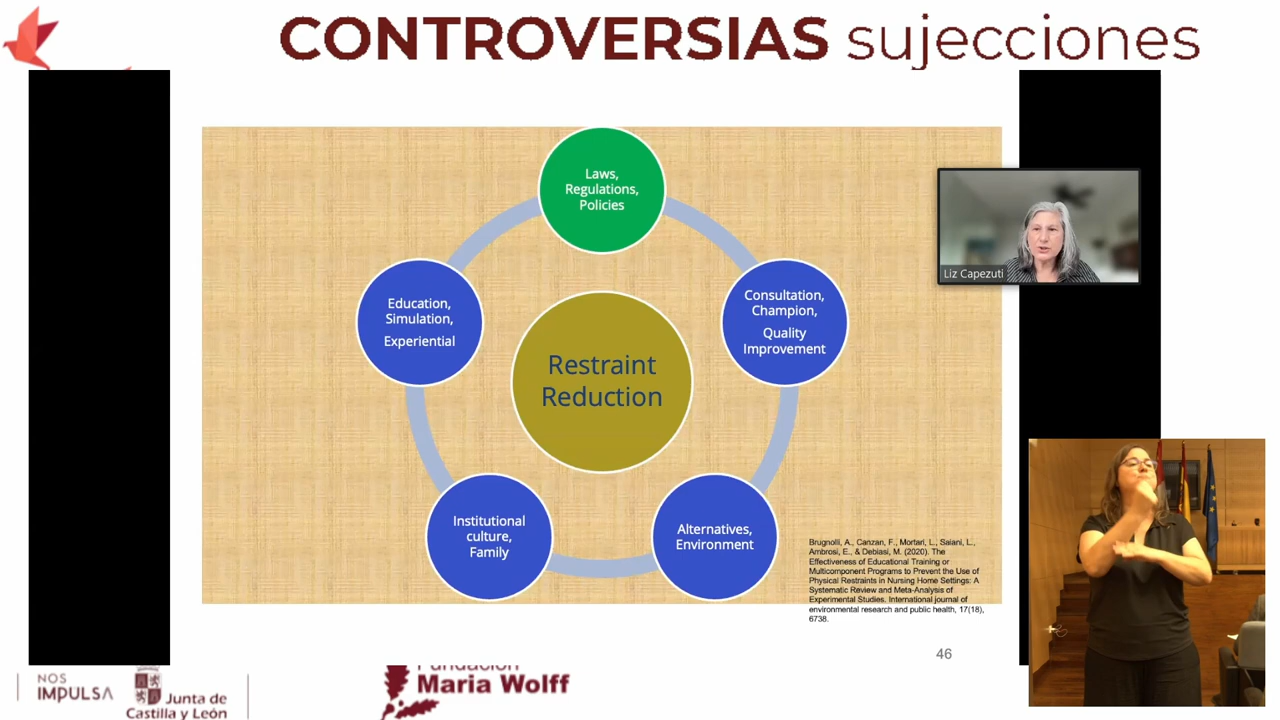 CONTROVERSIAS sujecciones
Laws,
Regulations,
Policies
Liz Capezuti
Education,
Simulation,
Experiential
Consultation,
Champion,
Quality
Improvement
Restraint
Reduction
Institutional
culture,
Family
Alternatives,
Environment
Brugnolli, A., Canzan, F., Mortari, L., Saiani, L.,
Ambrosi, E., & Debiasi, M. (2020). The
Effectiveness of Educational Training or
Multicomponent Programs to Prevent the Use of
Physical Restraints in Nursing Home Settings: A
Systematic Review and Meta-Analysis of
Experimental Studies. International journal of
environmental research and public health, 17(18),
6738.
46
NOS
IMPULSA
Junta de
Castilla y León
Fundación
Maria Wolff